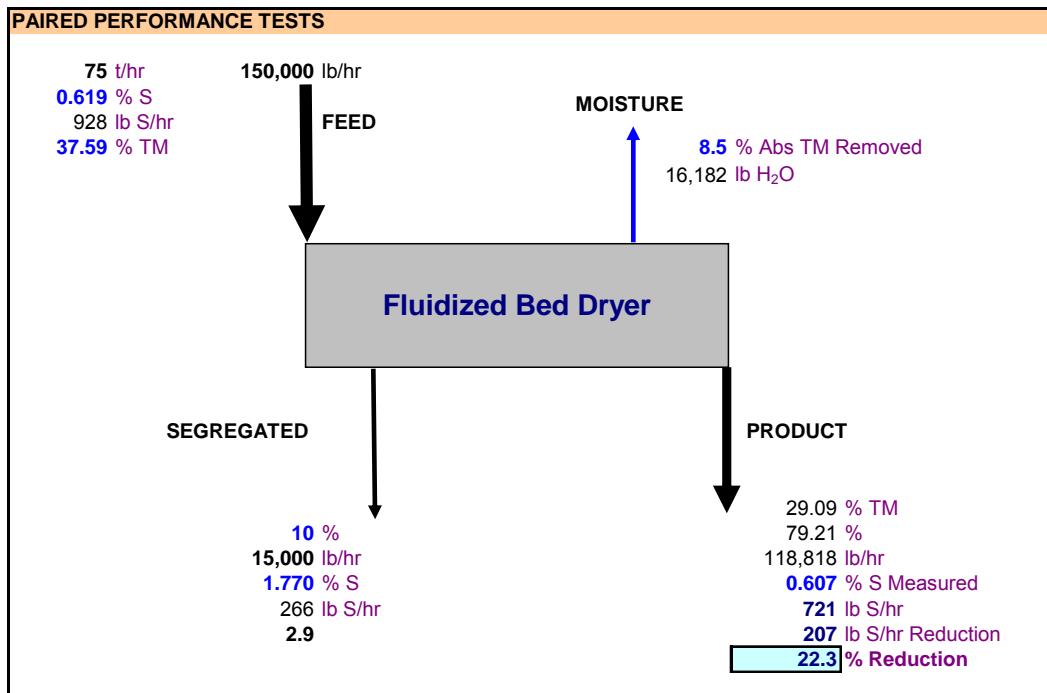 PAIRED PERFORMANCE TESTS
75 t/hr 150,000 lb/hr
0.619 % S
928 lb S/hr
37.59 % TM
FEED
MOISTURE
8.5 % Abs TM Removed
16,182 lb H₂O
Fluidized Bed Dryer
SEGREGATED
10 %
15,000 lb/hr
1.770 % S
266 lb S/hr
2.9
PRODUCT
29.09 % TM
79.21 %
118,818 lb/hr
0.607 % S Measured
721 lb S/hr
207 lb S/hr Reduction
22.3 % Reduction